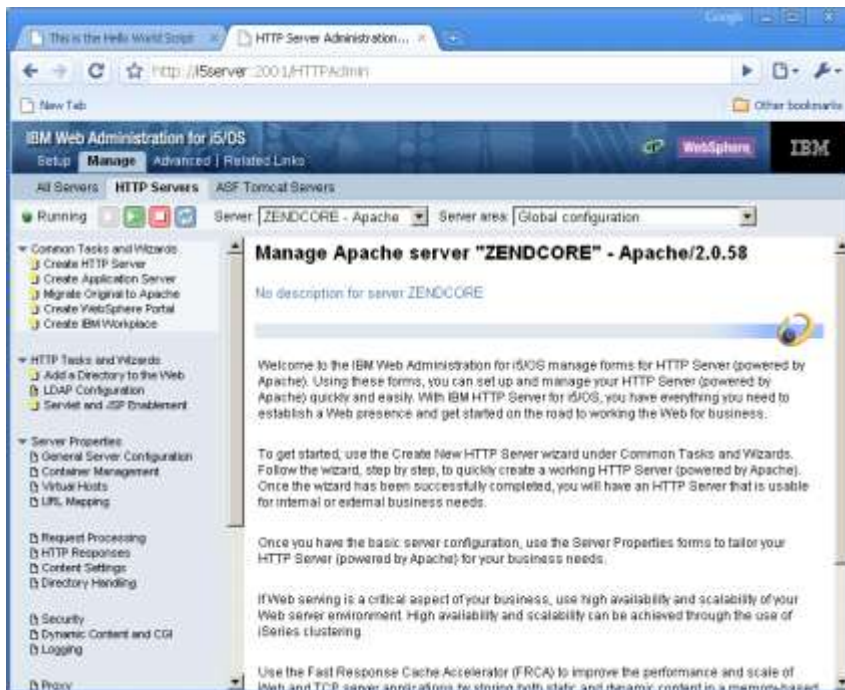 Google
This is the Hello World Script
HTTP Server Administration...
http://i5server:2001/HTTPAdmin
New Tab
Other bookmarks
IBM Web Administration for i5/OS
Setup Manage Advanced | Related Links
WebSphere
IBM
All Servers HTTP Servers ASF Tomcat Servers
Running Server: ZENDCORE - Apache Server area: Global configuration
Common Tasks and Wizards
Create HTTP Server
Create Application Server
Migrate Original to Apache
Create WebSphere Portal
Create IBM Workplace
HTTP Tasks and Wizards
Add a Directory to the Web
LDAP Configuration
Servlet and JSP Enablement
Server Properties
General Server Configuration
Container Management
Virtual Hosts
URL Mapping
Request Processing
HTTP Responses
Content Settings
Directory Handling
Security
Dynamic Content and CGI
Logging
Proxy
Manage Apache server "ZENDCORE" - Apache/2.0.58
No description for server ZENDCORE
Welcome to the IBM Web Administration for i5/OS manage forms for HTTP Server (powered by
Apache). Using these forms, you can set up and manage your HTTP Server (powered by
Apache) quickly and easily. With IBM HTTP Server for i5/OS, you have everything you need to
establish a Web presence and get started on the road to working the Web for business.
To get started, use the Create New HTTP Server wizard under Common Tasks and Wizards.
Follow the wizard, step by step, to quickly create a working HTTP Server (powered by Apache).
Once the wizard has been successfully completed, you will have an HTTP Server that is usable
for internal or external business needs.
Once you have the basic server configuration, use the Server Properties forms to tailor your
HTTP Server (powered by Apache) for your business needs.
If Web serving is a critical aspect of your business, use high availability and scalability of your
Web server environment. High availability and scalability can be achieved through the use of
iSeries clustering.
Use the Fast Response Cache Accelerator (FRCA) to improve the performance and scale of
Web and TCP server applications by storing both static and dynamic content in a memory-based